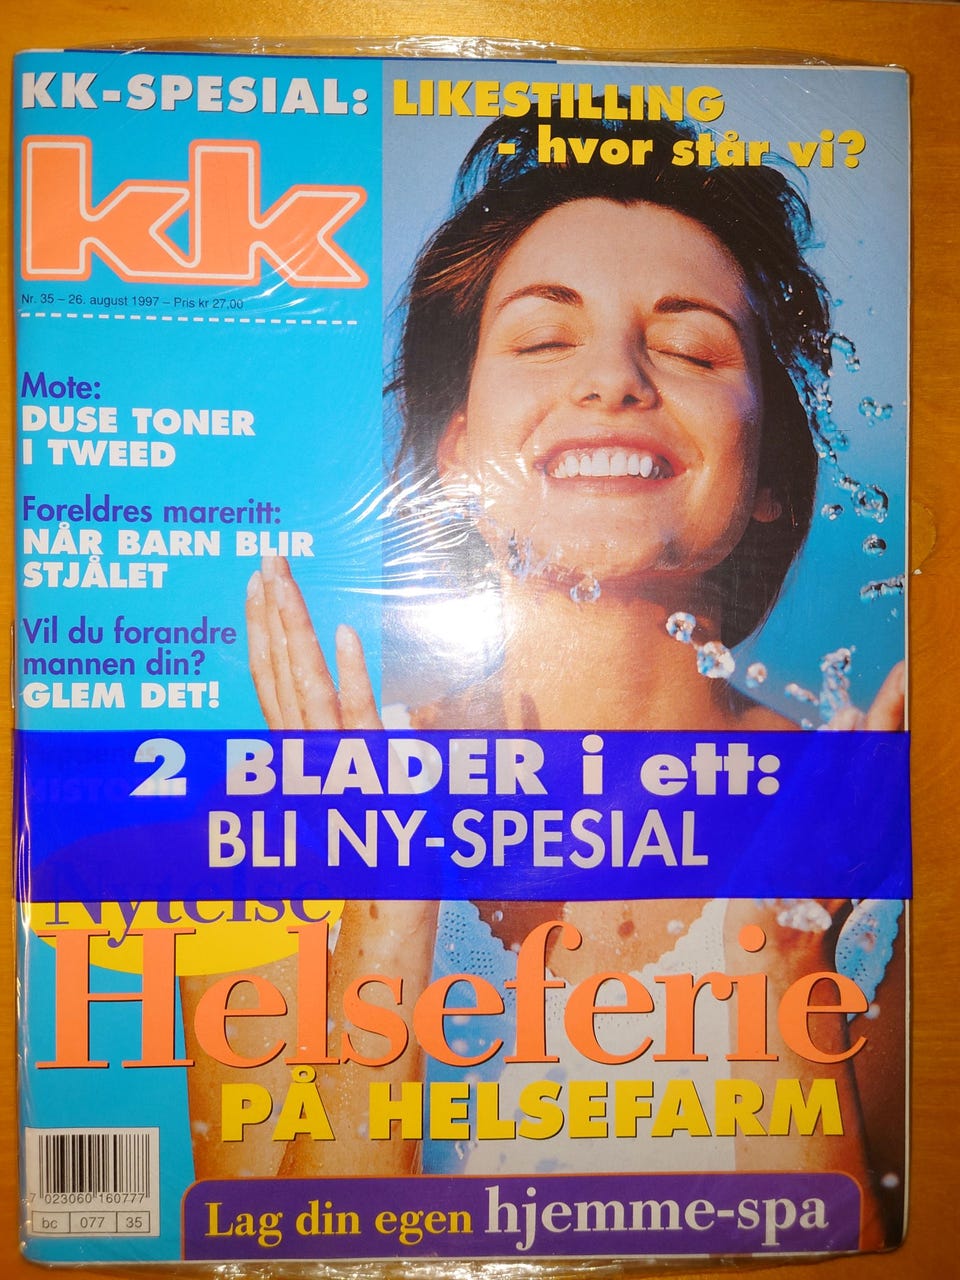 KK-SPESIAL: LIKESTILLING
- hvor står vi?
kk
Nr. 35 – 26. august 1997 – Pris kr 27,00
Mote:
DUSE TONER
I TWEED
Foreldres mareritt:
NÅR BARN BLIR
STJÅLET
Vil du forandre
mannen din?
GLEM DET!
2 BLADER i ett:
BLI NY-SPESIAL
Nytelse
Helseferie
PÅ HELSEFARM
Lag din egen hjemme-spa
7 023060 160777
bc 077 35